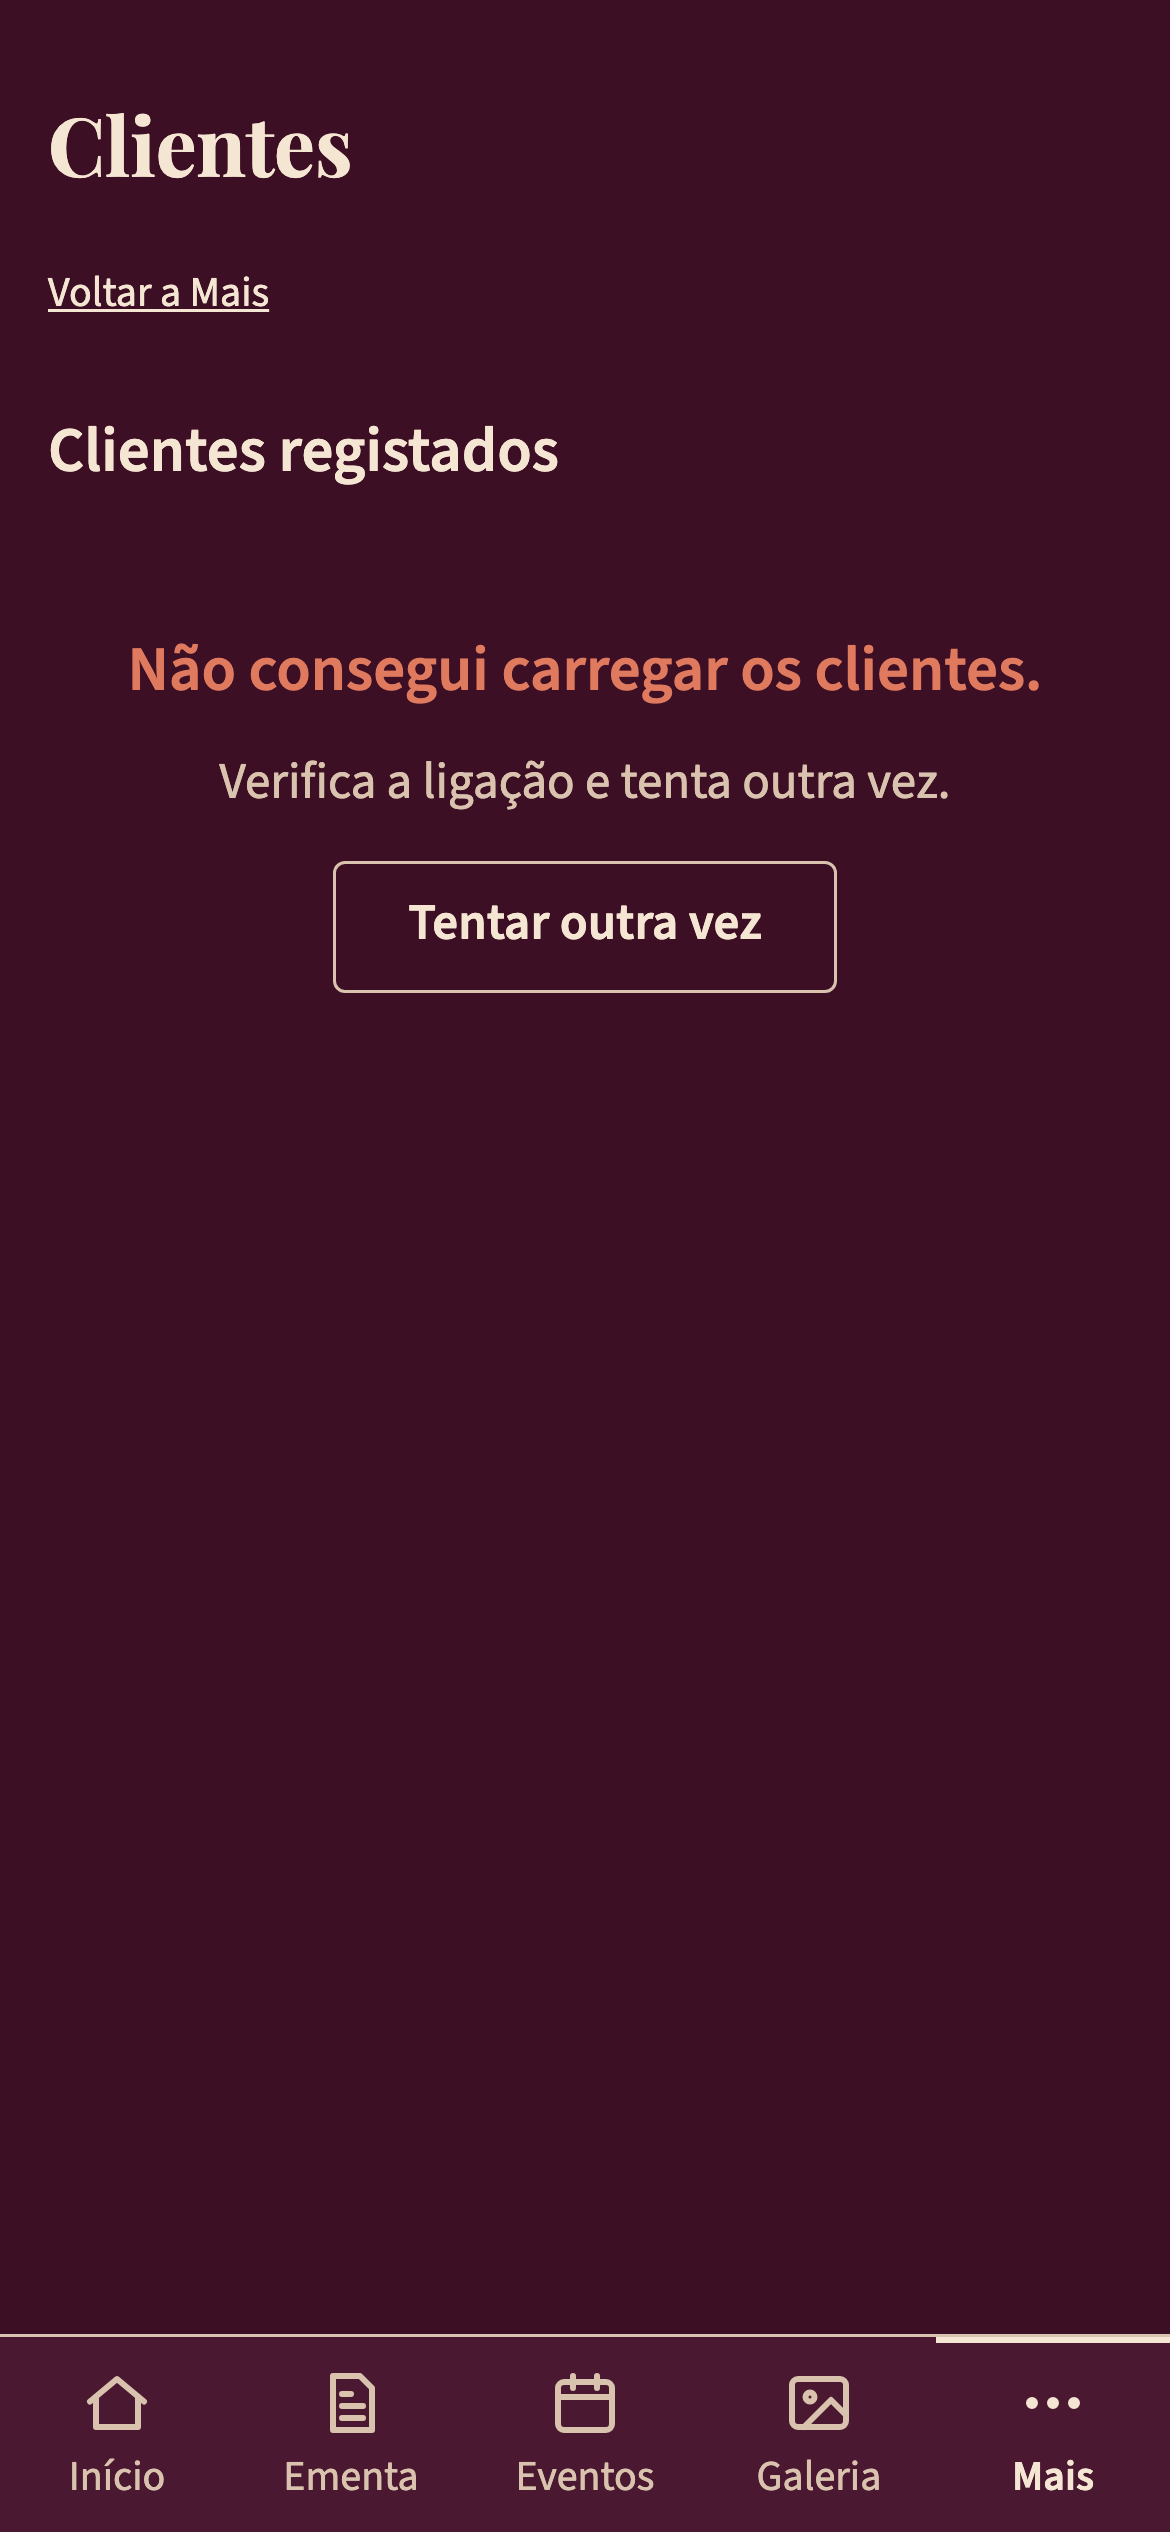 Clientes
Voltar a Mais
Clientes registados
Não consegui carregar os clientes.
Verifica a ligação e tenta outra vez.
Tentar outra vez
Início
Ementa
Eventos
Galeria
Mais